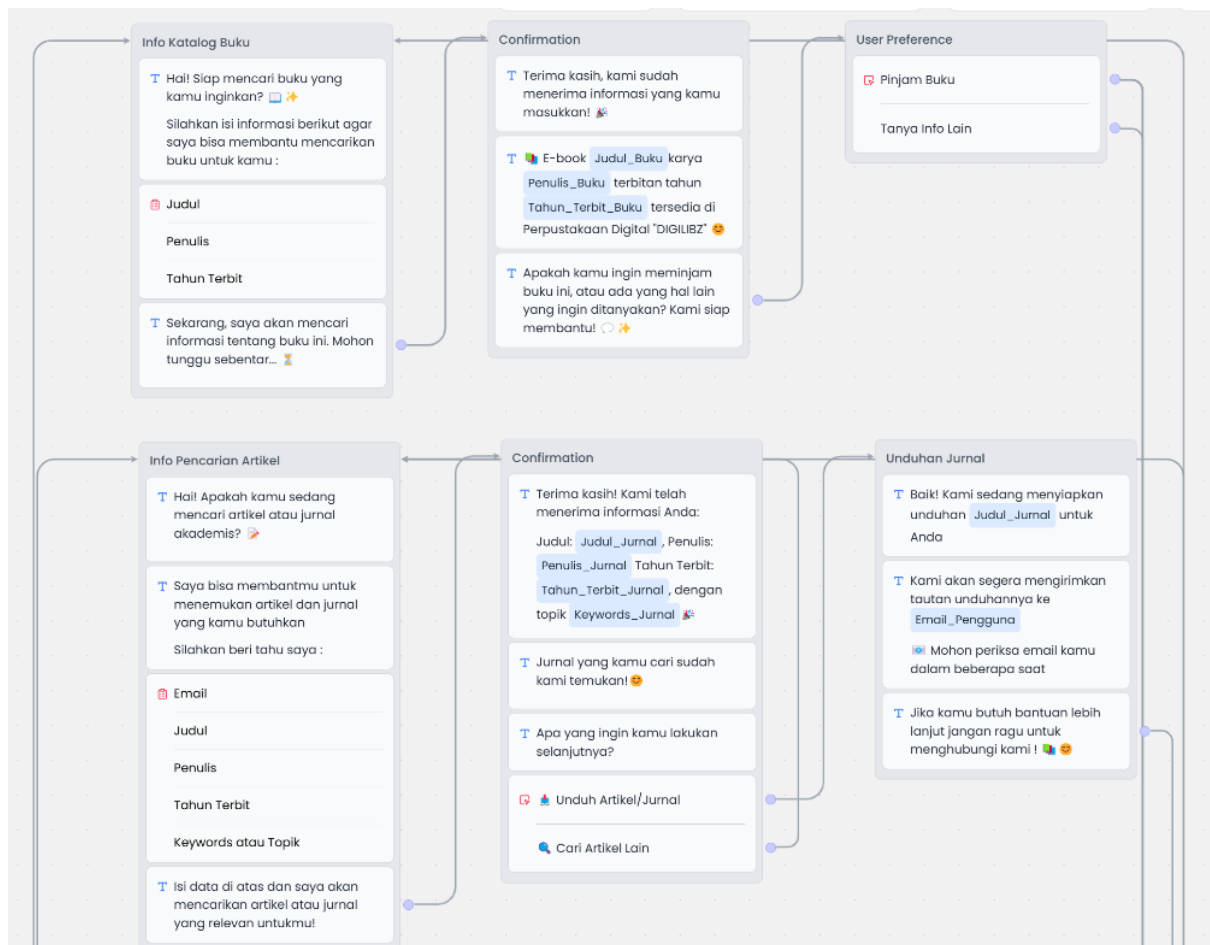 Info Katalog Buku
Hai! Siap mencari buku yang
kamu inginkan? 📖 ✨
Silahkan isi informasi berikut agar
saya bisa membantu mencarikan
buku untuk kamu :
Judul
Penulis
Tahun Terbit
Sekarang, saya akan mencari
informasi tentang buku ini. Mohon
tunggu sebentar... ⏳
Confirmation
Terima kasih, kami sudah
menerima informasi yang kamu
masukkan! 🎉
📚 E-book Judul_Buku karya
Penulis_Buku terbitan tahun
Tahun_Terbit_Buku tersedia di
Perpustakaan Digital "DIGILIBZ" 😊
Apakah kamu ingin meminjam
buku ini, atau ada yang hal lain
yang ingin ditanyakan? Kami siap
membantu! 💬 ✨
User Preference
Pinjam Buku
Tanya Info Lain
Info Pencarian Artikel
Hai! Apakah kamu sedang
mencari artikel atau jurnal
akademis? 📝
Saya bisa membantmu untuk
menemukan artikel dan jurnal
yang kamu butuhkan
Silahkan beri tahu saya :
Email
Judul
Penulis
Tahun Terbit
Keywords atau Topik
Isi data di atas dan saya akan
mencarikan artikel atau jurnal
yang relevan untukmu!
Confirmation
Terima kasih! Kami telah
menerima informasi Anda:
Judul: Judul_Jurnal , Penulis:
Penulis_Jurnal Tahun Terbit:
Tahun_Terbit_Jurnal , dengan
topik Keywords_Jurnal 🎉
Jurnal yang kamu cari sudah
kami temukan! 😊
Apa yang ingin kamu lakukan
selanjutnya?
📥 Unduh Artikel/Jurnal
🔍 Cari Artikel Lain
Unduhan Jurnal
Baik! Kami sedang menyiapkan
unduhan Judul_Jurnal untuk
Anda
Kami akan segera mengirimkan
tautan unduhannya ke
Email_Pengguna
📧 Mohon periksa email kamu
dalam beberapa saat
Jika kamu butuh bantuan lebih
lanjut jangan ragu untuk
menghubungi kami ! 📚 😊